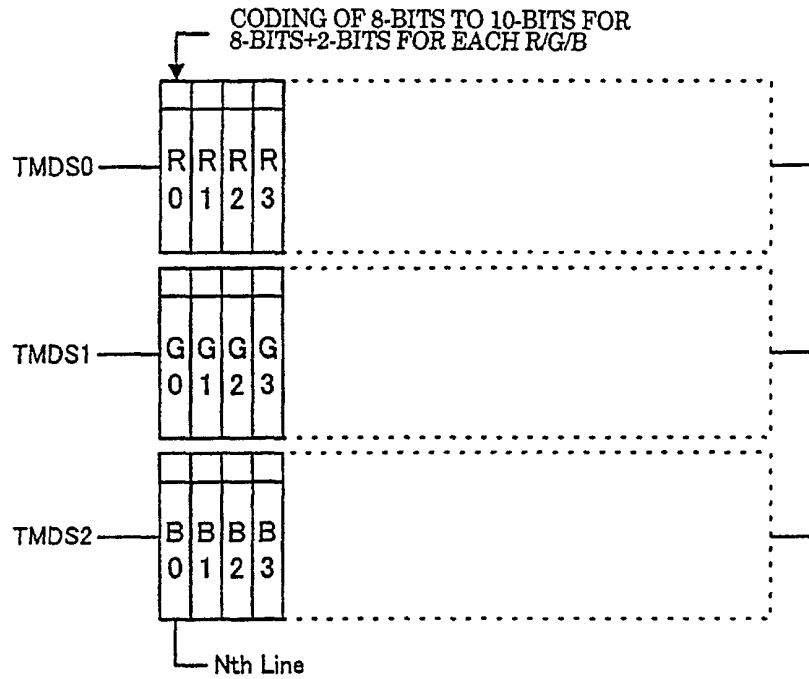 CODING OF 8-BITS TO 10-BITS FOR
8-BITS+2-BITS FOR EACH R/G/B
TMDS0
R R R R
0 1 2 3
TMDS1
G G G G
0 1 2 3
TMDS2
B B B B
0 1 2 3
Nth Line